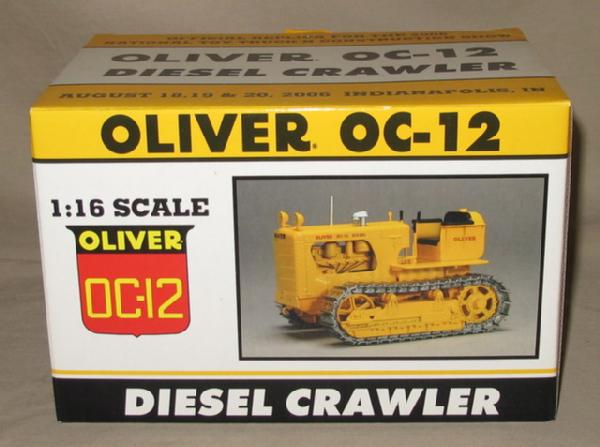 OFFICIAL REPLICA FOR THE 2006
NATIONAL TOY TRUCK N CONSTRUCTION SHOW
OLIVER OC-12
DIESEL CRAWLER
AUGUST 18,19 & 20, 2006 INDIANAPOLIS, IN
OLIVER OC-12
1:16 SCALE
OLIVER
OC-12
OLIVER
DIESEL CRAWLER